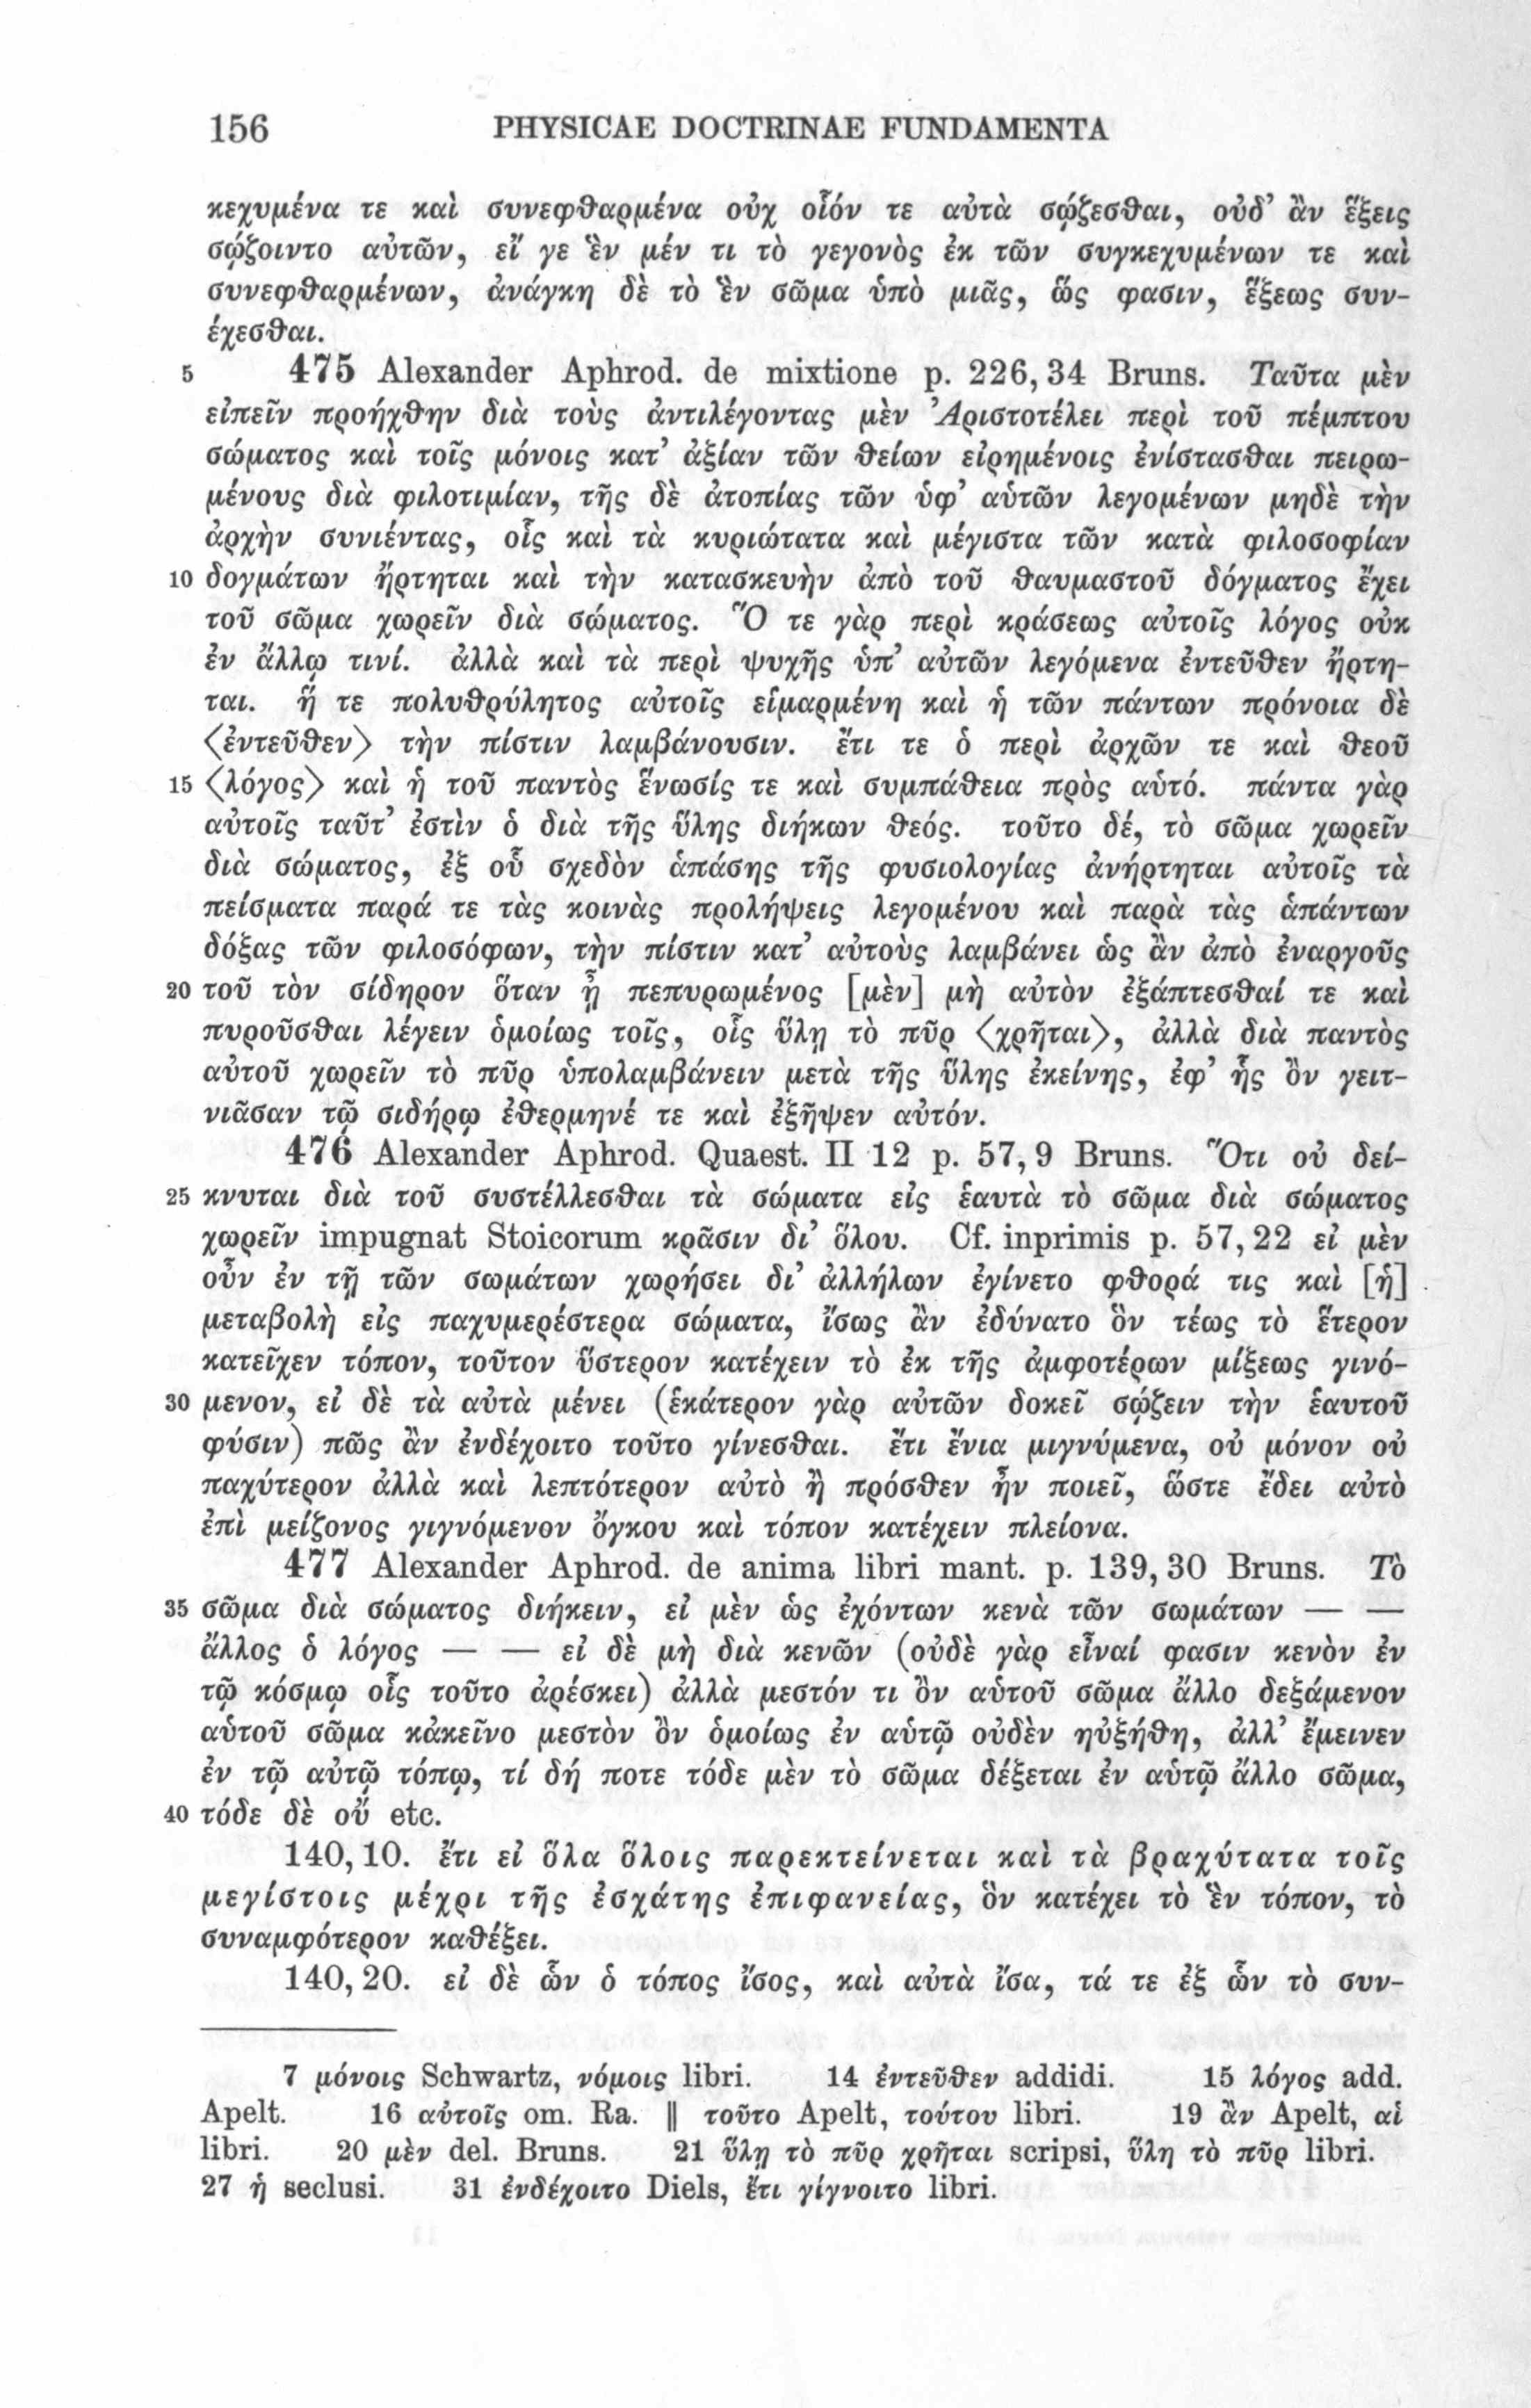 156 PHYSICAE DOCTRINAE FUNDAMENTA
κεχυμένα τε καὶ συνεφθαρμένα οὐχ οἷόν τε αὐτὰ σῴζεσθαι, οὐδ’ ἂν ἕξεις
σῴζοιντο αὐτῶν, εἴ γε ἓν μέν τι τὸ γεγονὸς ἐκ τῶν συγκεχυμένων τε καὶ
συνεφθαρμένων, ἀνάγκη δὲ τὸ ἓν σῶμα ὑπὸ μιᾶς, ὥς φασιν, ἕξεως συν-
έχεσθαι.
5 475 Alexander Aphrod. de mixtione p. 226, 34 Bruns. Ταῦτα μὲν
εἰπεῖν προήχθην διὰ τοὺς ἀντιλέγοντας μὲν Ἀριστοτέλει περὶ τοῦ πέμπτου
σώματος καὶ τοῖς μόνοις κατ’ ἀξίαν τῶν θείων εἰρημένοις ἐνίστασθαι πειρω-
μένους διὰ φιλοτιμίαν, τῆς δὲ ἀτοπίας τῶν ὑφ’ αὑτῶν λεγομένων μηδὲ τὴν
ἀρχὴν συνιέντας, οἷς καὶ τὰ κυριώτατα καὶ μέγιστα τῶν κατὰ φιλοσοφίαν
10 δογμάτων ἤρτηται καὶ τὴν κατασκευὴν ἀπὸ τοῦ θαυμαστοῦ δόγματος ἔχει
τοῦ σῶμα χωρεῖν διὰ σώματος. Ὅ τε γὰρ περὶ κράσεως αὐτοῖς λόγος οὐκ
ἐν ἄλλῳ τινί. ἀλλὰ καὶ τὰ περὶ ψυχῆς ὑπ’ αὐτῶν λεγόμενα ἐντεῦθεν ἤρτη-
ται. ἥ τε πολυθρύλητος αὐτοῖς εἱμαρμένη καὶ ἡ τῶν πάντων πρόνοια δὲ
⟨ἐντεῦθεν⟩ τὴν πίστιν λαμβάνουσιν. ἔτι τε ὁ περὶ ἀρχῶν τε καὶ θεοῦ
15 ⟨λόγος⟩ καὶ ἡ τοῦ παντὸς ἕνωσίς τε καὶ συμπάθεια πρὸς αὑτό. πάντα γὰρ
αὐτοῖς ταῦτ’ ἐστὶν ὁ διὰ τῆς ὕλης διήκων θεός. τοῦτο δέ, τὸ σῶμα χωρεῖν
διὰ σώματος, ἐξ οὗ σχεδὸν ἁπάσης τῆς φυσιολογίας ἀνήρτηται αὐτοῖς τὰ
πείσματα παρά τε τὰς κοινὰς προλήψεις λεγομένου καὶ παρὰ τὰς ἁπάντων
δόξας τῶν φιλοσόφων, τὴν πίστιν κατ’ αὐτοὺς λαμβάνει ὡς ἂν ἀπὸ ἐναργοῦς
20 τοῦ τὸν σίδηρον ὅταν ᾖ πεπυρωμένος [μὲν] μὴ αὐτὸν ἐξάπτεσθαί τε καὶ
πυροῦσθαι λέγειν ὁμοίως τοῖς, οἷς ὕλῃ τὸ πῦρ ⟨χρῆται⟩, ἀλλὰ διὰ παντὸς
αὐτοῦ χωρεῖν τὸ πῦρ ὑπολαμβάνειν μετὰ τῆς ὕλης ἐκείνης, ἐφ’ ἧς ὂν γειτ-
νιᾶσαν τῷ σιδήρῳ ἐθερμηνέ τε καὶ ἐξῆψεν αὐτόν.
476 Alexander Aphrod. Quaest. II 12 p. 57, 9 Bruns. Ὅτι οὐ δεί-
25 κνυται διὰ τοῦ συστέλλεσθαι τὰ σώματα εἰς ἑαυτὰ τὸ σῶμα διὰ σώματος
χωρεῖν impugnat Stoicorum κρᾶσιν δι’ ὅλου. Cf. inprimis p. 57, 22 εἰ μὲν
οὖν ἐν τῇ τῶν σωμάτων χωρήσει δι’ ἀλλήλων ἐγίνετο φθορά τις καὶ [ἡ]
μεταβολὴ εἰς παχυμερέστερα σώματα, ἴσως ἂν ἐδύνατο ὃν τέως τὸ ἕτερον
κατεῖχεν τόπον, τοῦτον ὕστερον κατέχειν τὸ ἐκ τῆς ἀμφοτέρων μίξεως γινό-
30 μενον, εἰ δὲ τὰ αὐτὰ μένει (ἑκάτερον γὰρ αὐτῶν δοκεῖ σῴζειν τὴν ἑαυτοῦ
φύσιν) πῶς ἂν ἐνδέχοιτο τοῦτο γίνεσθαι. ἔτι ἔνια μιγνύμενα, οὐ μόνον οὐ
παχύτερον ἀλλὰ καὶ λεπτότερον αὐτὸ ἢ πρόσθεν ἦν ποιεῖ, ὥστε ἔδει αὐτὸ
ἐπὶ μείζονος γιγνόμενον ὄγκου καὶ τόπον κατέχειν πλείονα.
477 Alexander Aphrod. de anima libri mant. p. 139, 30 Bruns. Τὸ
35 σῶμα διὰ σώματος διήκειν, εἰ μὲν ὡς ἐχόντων κενὰ τῶν σωμάτων — —
ἄλλος ὁ λόγος — — εἰ δὲ μὴ διὰ κενῶν (οὐδὲ γὰρ εἶναί φασιν κενὸν ἐν
τῷ κόσμῳ οἷς τοῦτο ἀρέσκει) ἀλλὰ μεστόν τι ὂν αὑτοῦ σῶμα ἄλλο δεξάμενον
αὑτοῦ σῶμα κἀκεῖνο μεστὸν ὂν ὁμοίως ἐν αὑτῷ οὐδὲν ηὐξήθη, ἀλλ’ ἔμεινεν
ἐν τῷ αὐτῷ τόπῳ, τί δή ποτε τόδε μὲν τὸ σῶμα δέξεται ἐν αὑτῷ ἄλλο σῶμα,
40 τόδε δὲ οὔ etc.
140, 10. ἔτι εἰ ὅλα ὅλοις παρεκτείνεται καὶ τὰ βραχύτατα τοῖς
μεγίστοις μέχρι τῆς ἐσχάτης ἐπιφανείας, ὃν κατέχει τὸ ἓν τόπον, τὸ
συναμφότερον καθέξει.
140, 20. εἰ δὲ ὧν ὁ τόπος ἴσος, καὶ αὐτὰ ἴσα, τά τε ἐξ ὧν τὸ συν-
7 μόνοις Schwartz, νόμοις libri. 14 ἐντεῦθεν addidi. 15 λόγος add.
Apelt. 16 αὐτοῖς om. Ra. || τοῦτο Apelt, τούτου libri. 19 ἂν Apelt, αἱ
libri. 20 μὲν del. Bruns. 21 ὕλῃ τὸ πῦρ χρῆται scripsi, ὕλη τὸ πῦρ libri.
27 ἡ seclusi. 31 ἐνδέχοιτο Diels, ἔτι γίγνοιτο libri.